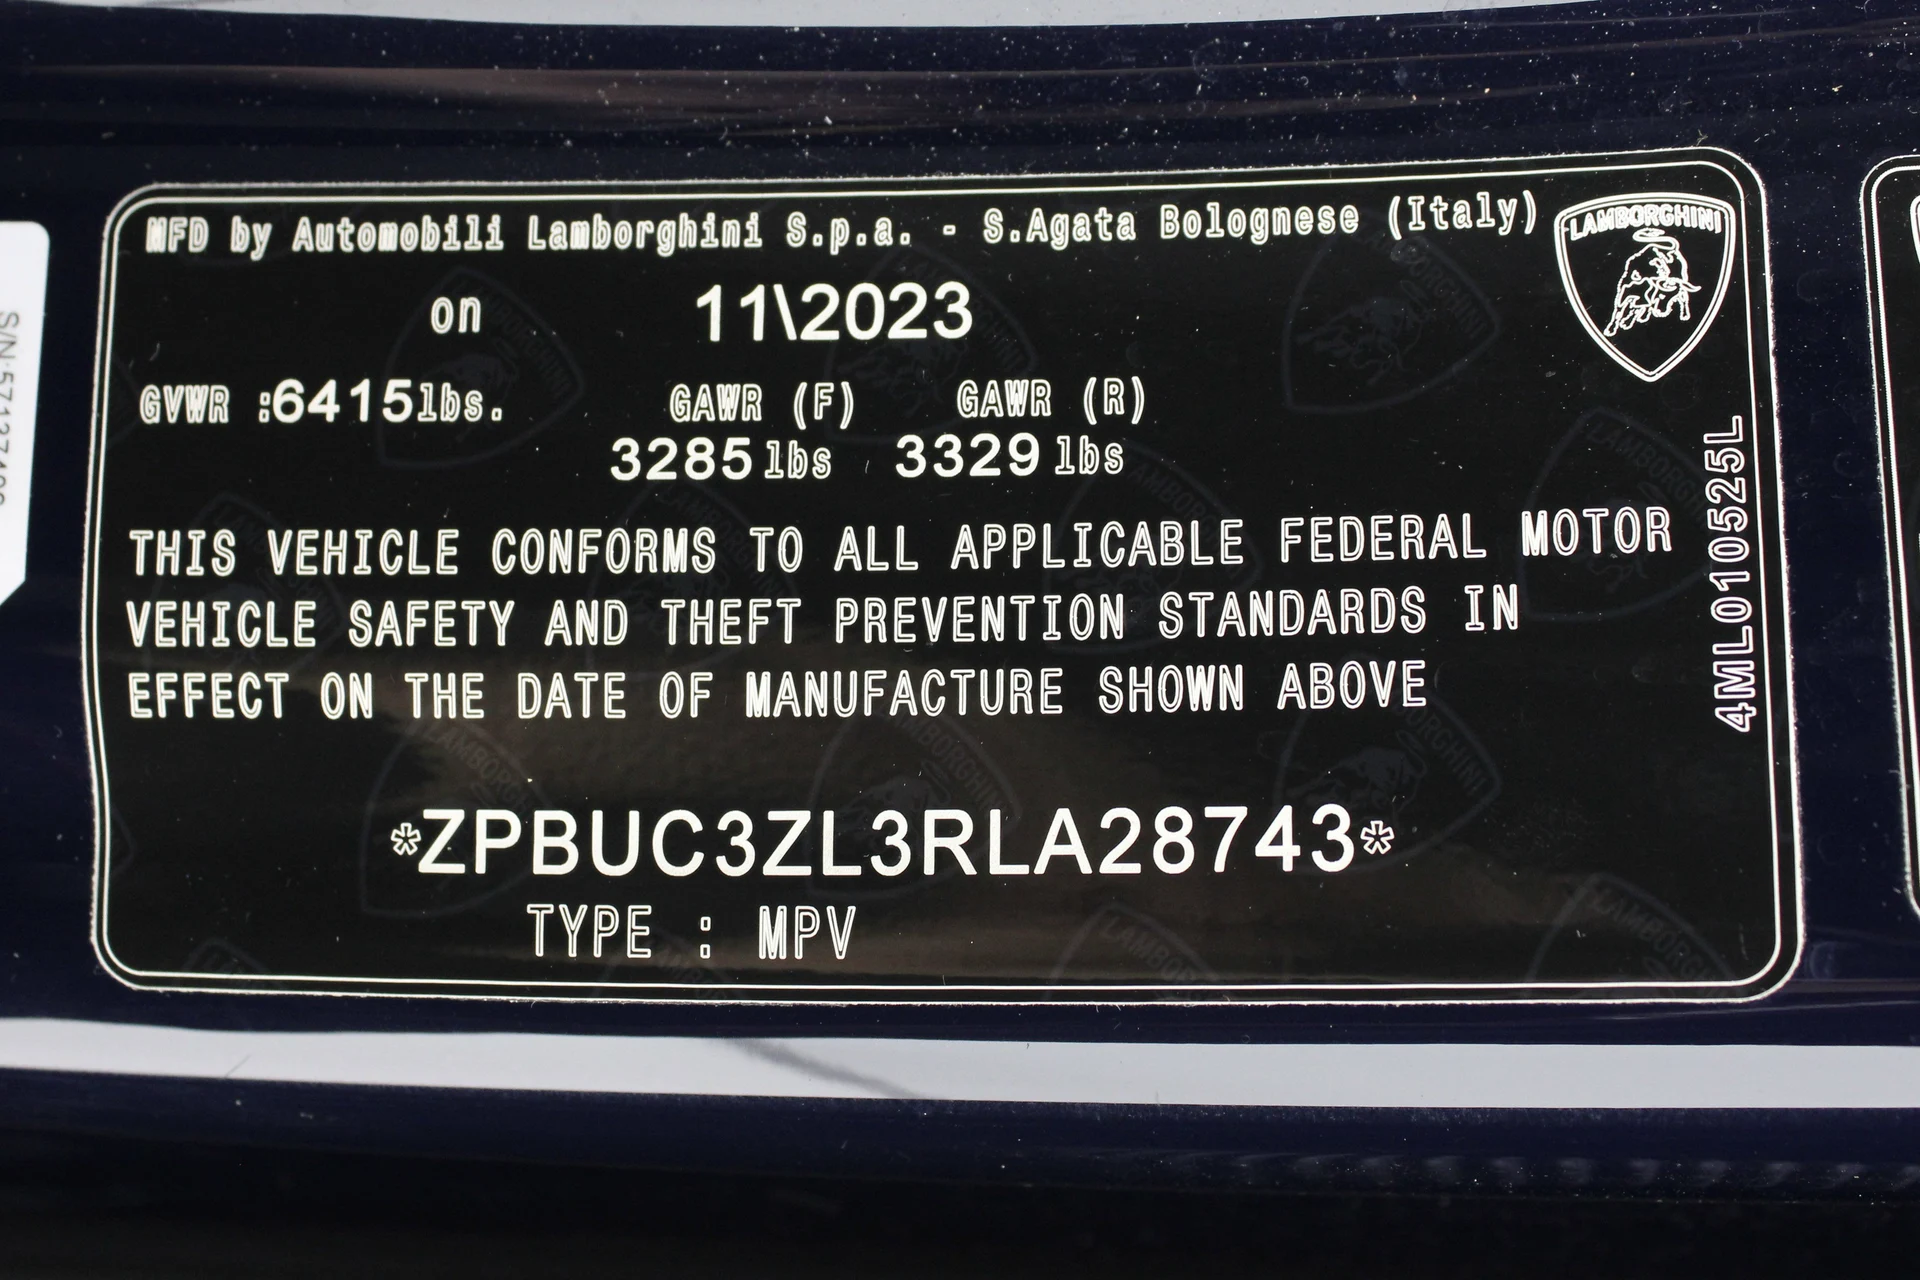 MFD by Automobili Lamborghini S.p.a. - S.Agata Bolognese (Italy)
LAMBORGHINI
on 11\2023
GVWR :6415lbs. GAWR (F) GAWR (R)
3285 lbs 3329 lbs
THIS VEHICLE CONFORMS TO ALL APPLICABLE FEDERAL MOTOR
VEHICLE SAFETY AND THEFT PREVENTION STANDARDS IN
EFFECT ON THE DATE OF MANUFACTURE SHOWN ABOVE
4ML010525L
*ZPBUC3ZL3RLA28743*
TYPE : MPV